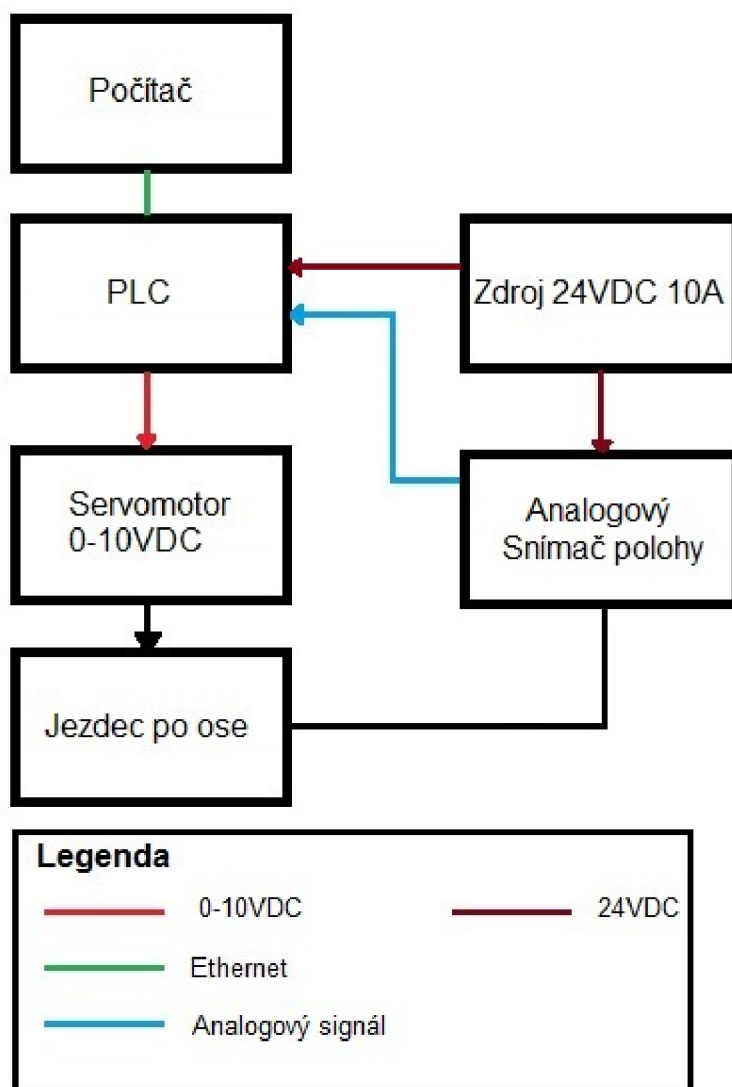 Počítač
PLC
Zdroj 24VDC 10A
Servomotor
0-10VDC
Analogový
Snímač polohy
Jezdec po ose
Legenda
0-10VDC
24VDC
Ethernet
Analogový signál